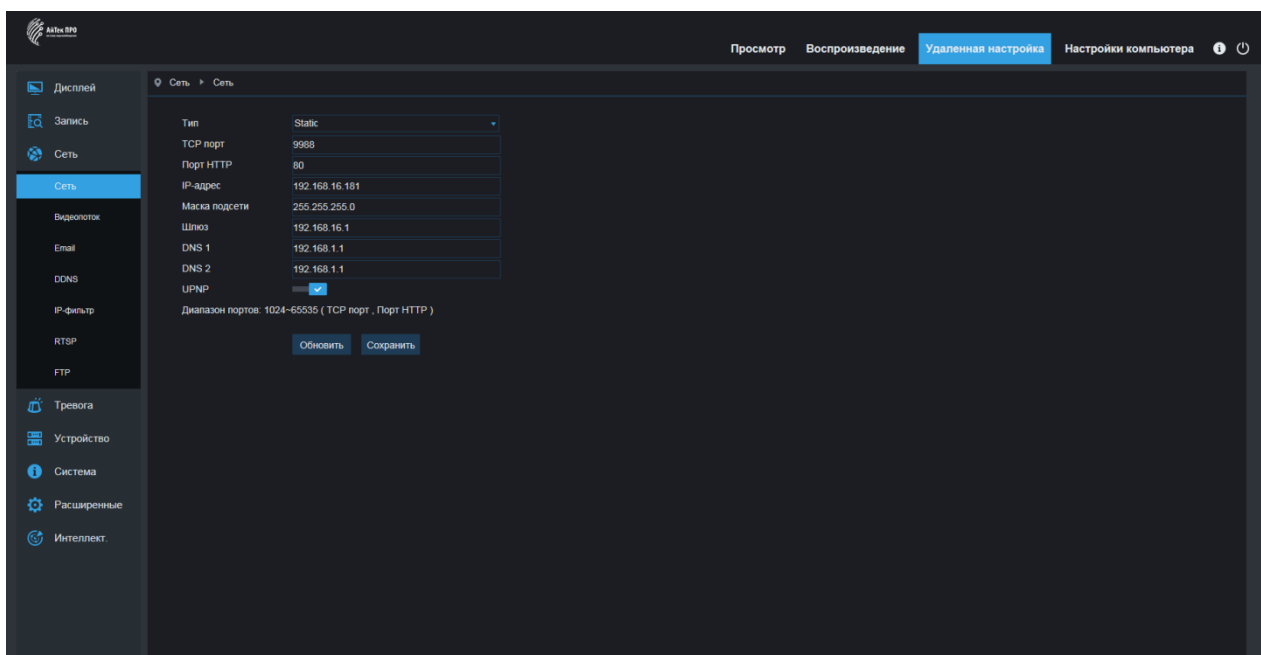 АйТек ПРО
Просмотр Воспроизведение Удаленная настройка Настройки компьютера
Дисплей
Запись
Сеть
Сеть
Видеопоток
Email
DDNS
IP-фильтр
RTSP
FTP
Тревога
Устройство
Система
Расширенные
Интеллект.
Сеть Сеть
Тип Static
TCP порт 9988
Порт HTTP 80
IP-адрес 192.168.16.181
Маска подсети 255.255.255.0
Шлюз 192.168.16.1
DNS 1 192.168.1.1
DNS 2 192.168.1.1
UPNP
Диапазон портов: 1024~65535 ( TCP порт , Порт HTTP )
Обновить Сохранить